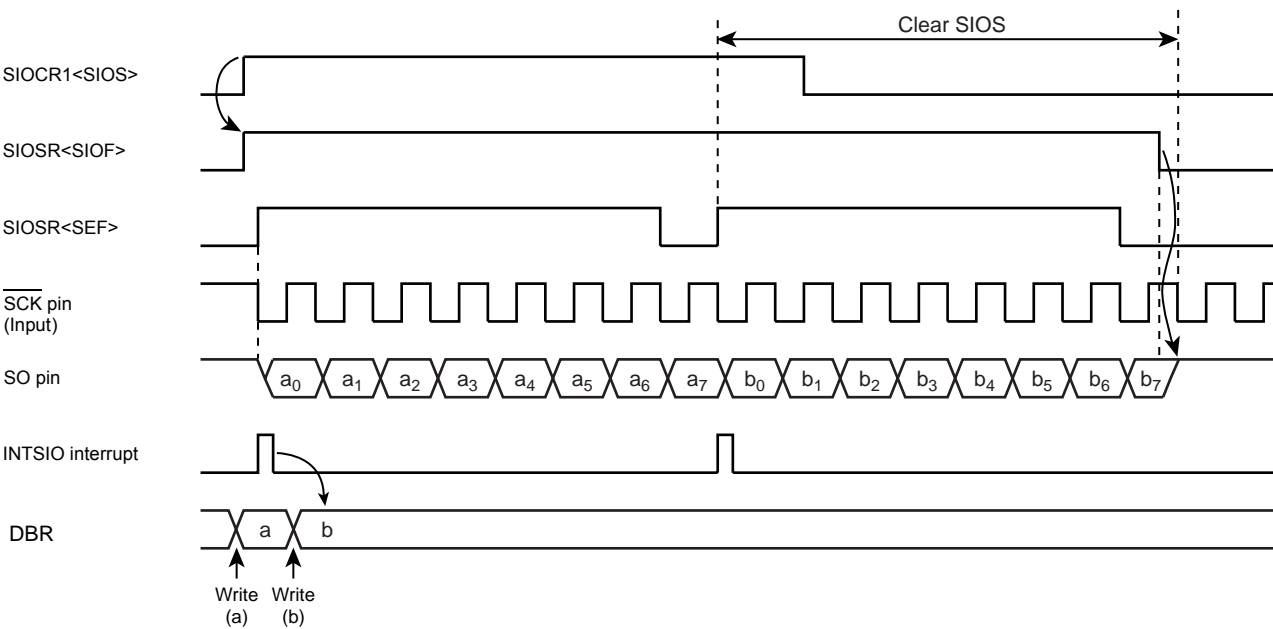 Clear SIOS
SIOCR1<SIOS>
SIOSR<SIOF>
SIOSR<SEF>
SCK pin
(Input)
SO pin
a0 a1 a2 a3 a4 a5 a6 a7 b0 b1 b2 b3 b4 b5 b6 b7
INTSIO interrupt
DBR
a b
Write Write
(a) (b)